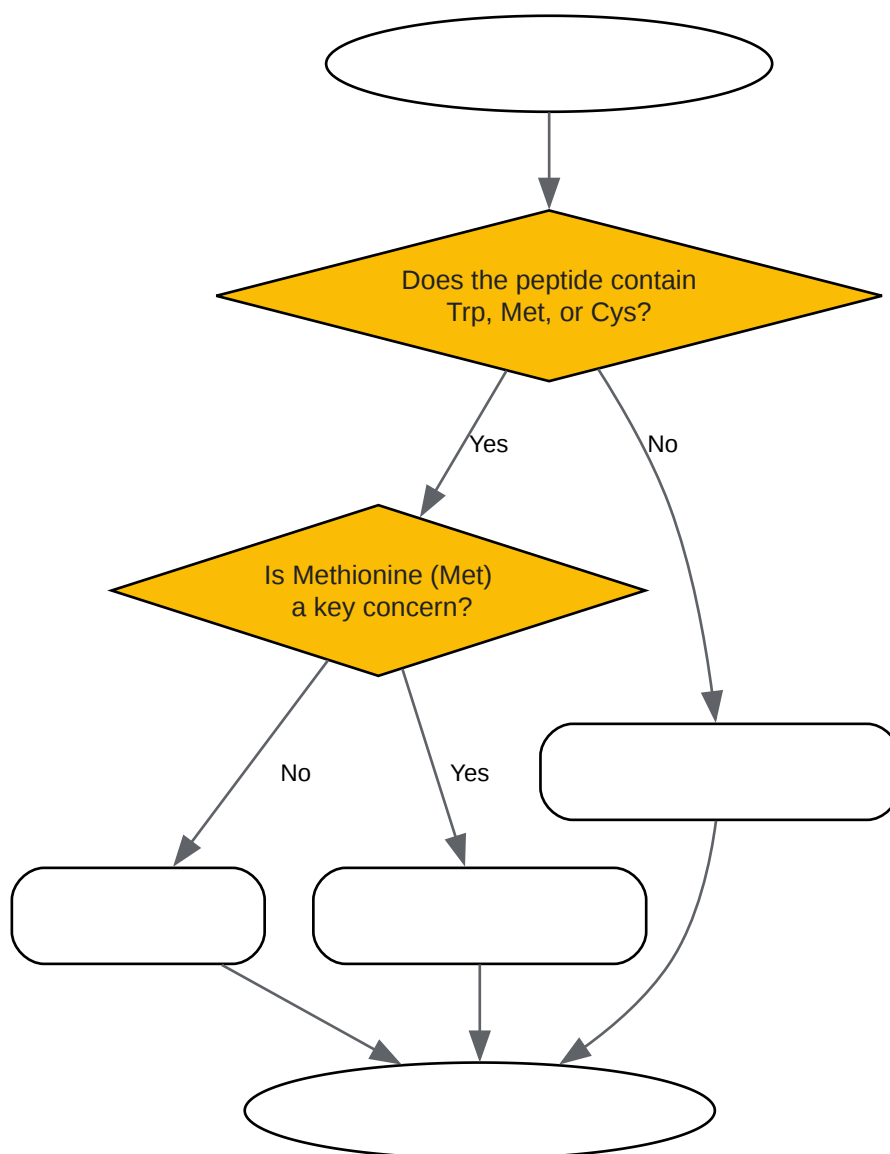 Does the peptide contain
Trp, Met, or Cys?
Yes
No
Is Methionine (Met)
a key concern?
No
Yes